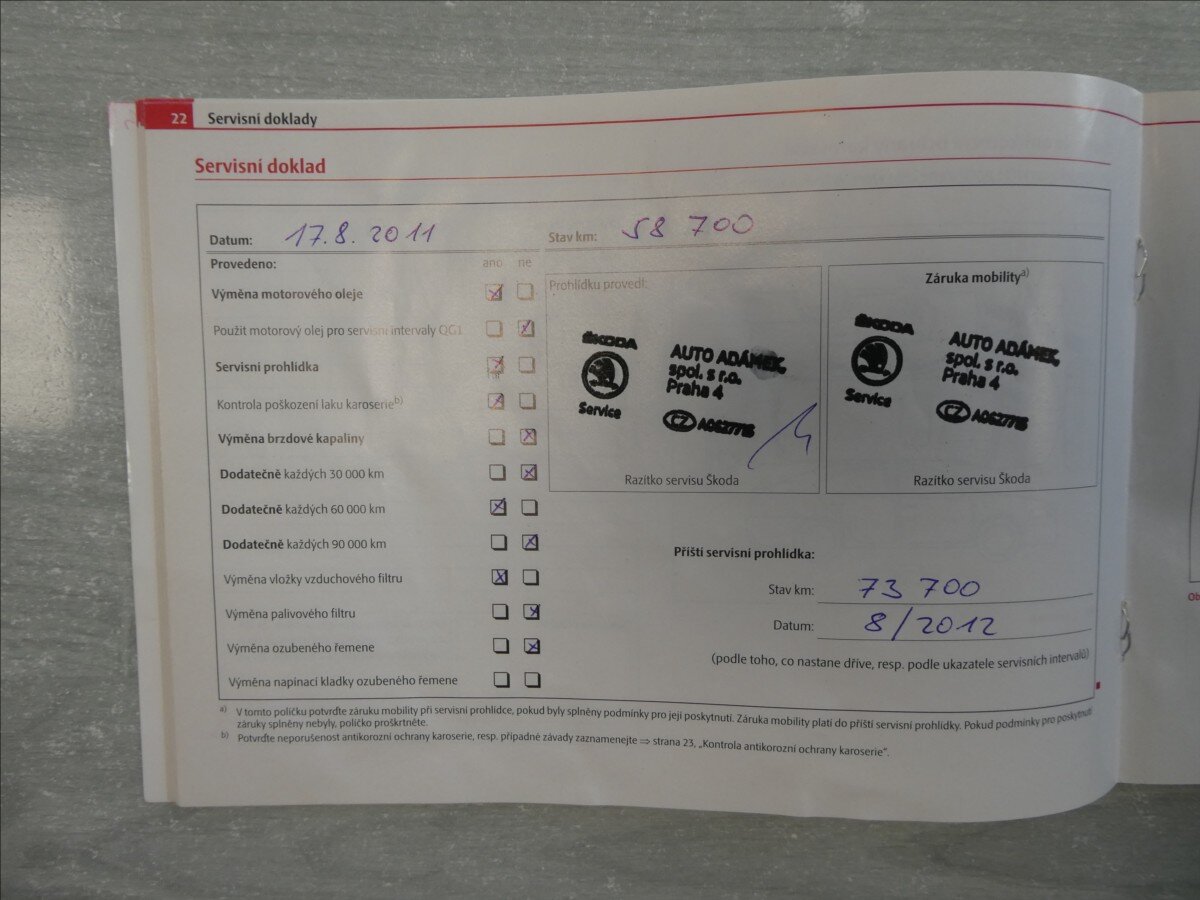 22 Servisní doklady
Servisní doklad
Datum: 17.8.2011 Stav km: 58 700
Provedeno: ano ne
Výměna motorového oleje
Použit motorový olej pro servisní intervaly QG1
Servisní prohlídka
Kontrola poškození laku karoserie b)
Výměna brzdové kapaliny
Dodatečně každých 30 000 km
Dodatečně každých 60 000 km
Dodatečně každých 90 000 km
Výměna vložky vzduchového filtru
Výměna palivového filtru
Výměna ozubeného řemene
Výměna napínací kladky ozubeného řemene
Prohlídku provedl:
ŠKODA
Service
AUTO ADÁMEK,
spol. s r.o.
Praha 4
CZ
Razítko servisu Škoda
Záruka mobility a)
ŠKODA
Service
AUTO ADÁMEK,
spol. s r.o.
Praha 4
CZ
Razítko servisu Škoda
Příští servisní prohlídka:
Stav km: 73 700
Datum: 8/2012
(podle toho, co nastane dříve, resp. podle ukazatele servisních intervalů)
a) V tomto políčku potvrďte záruku mobility při servisní prohlídce, pokud byly splněny podmínky pro její poskytnutí. Záruka mobility platí do příští servisní prohlídky. Pokud podmínky pro poskytnutí
záruky splněny nebyly, políčko proškrtněte.
b) Potvrďte neporušenost antikorozní ochrany karoserie, resp. případné závady zaznamenejte ⇒ strana 23, „Kontrola antikorozní ochrany karoserie“.